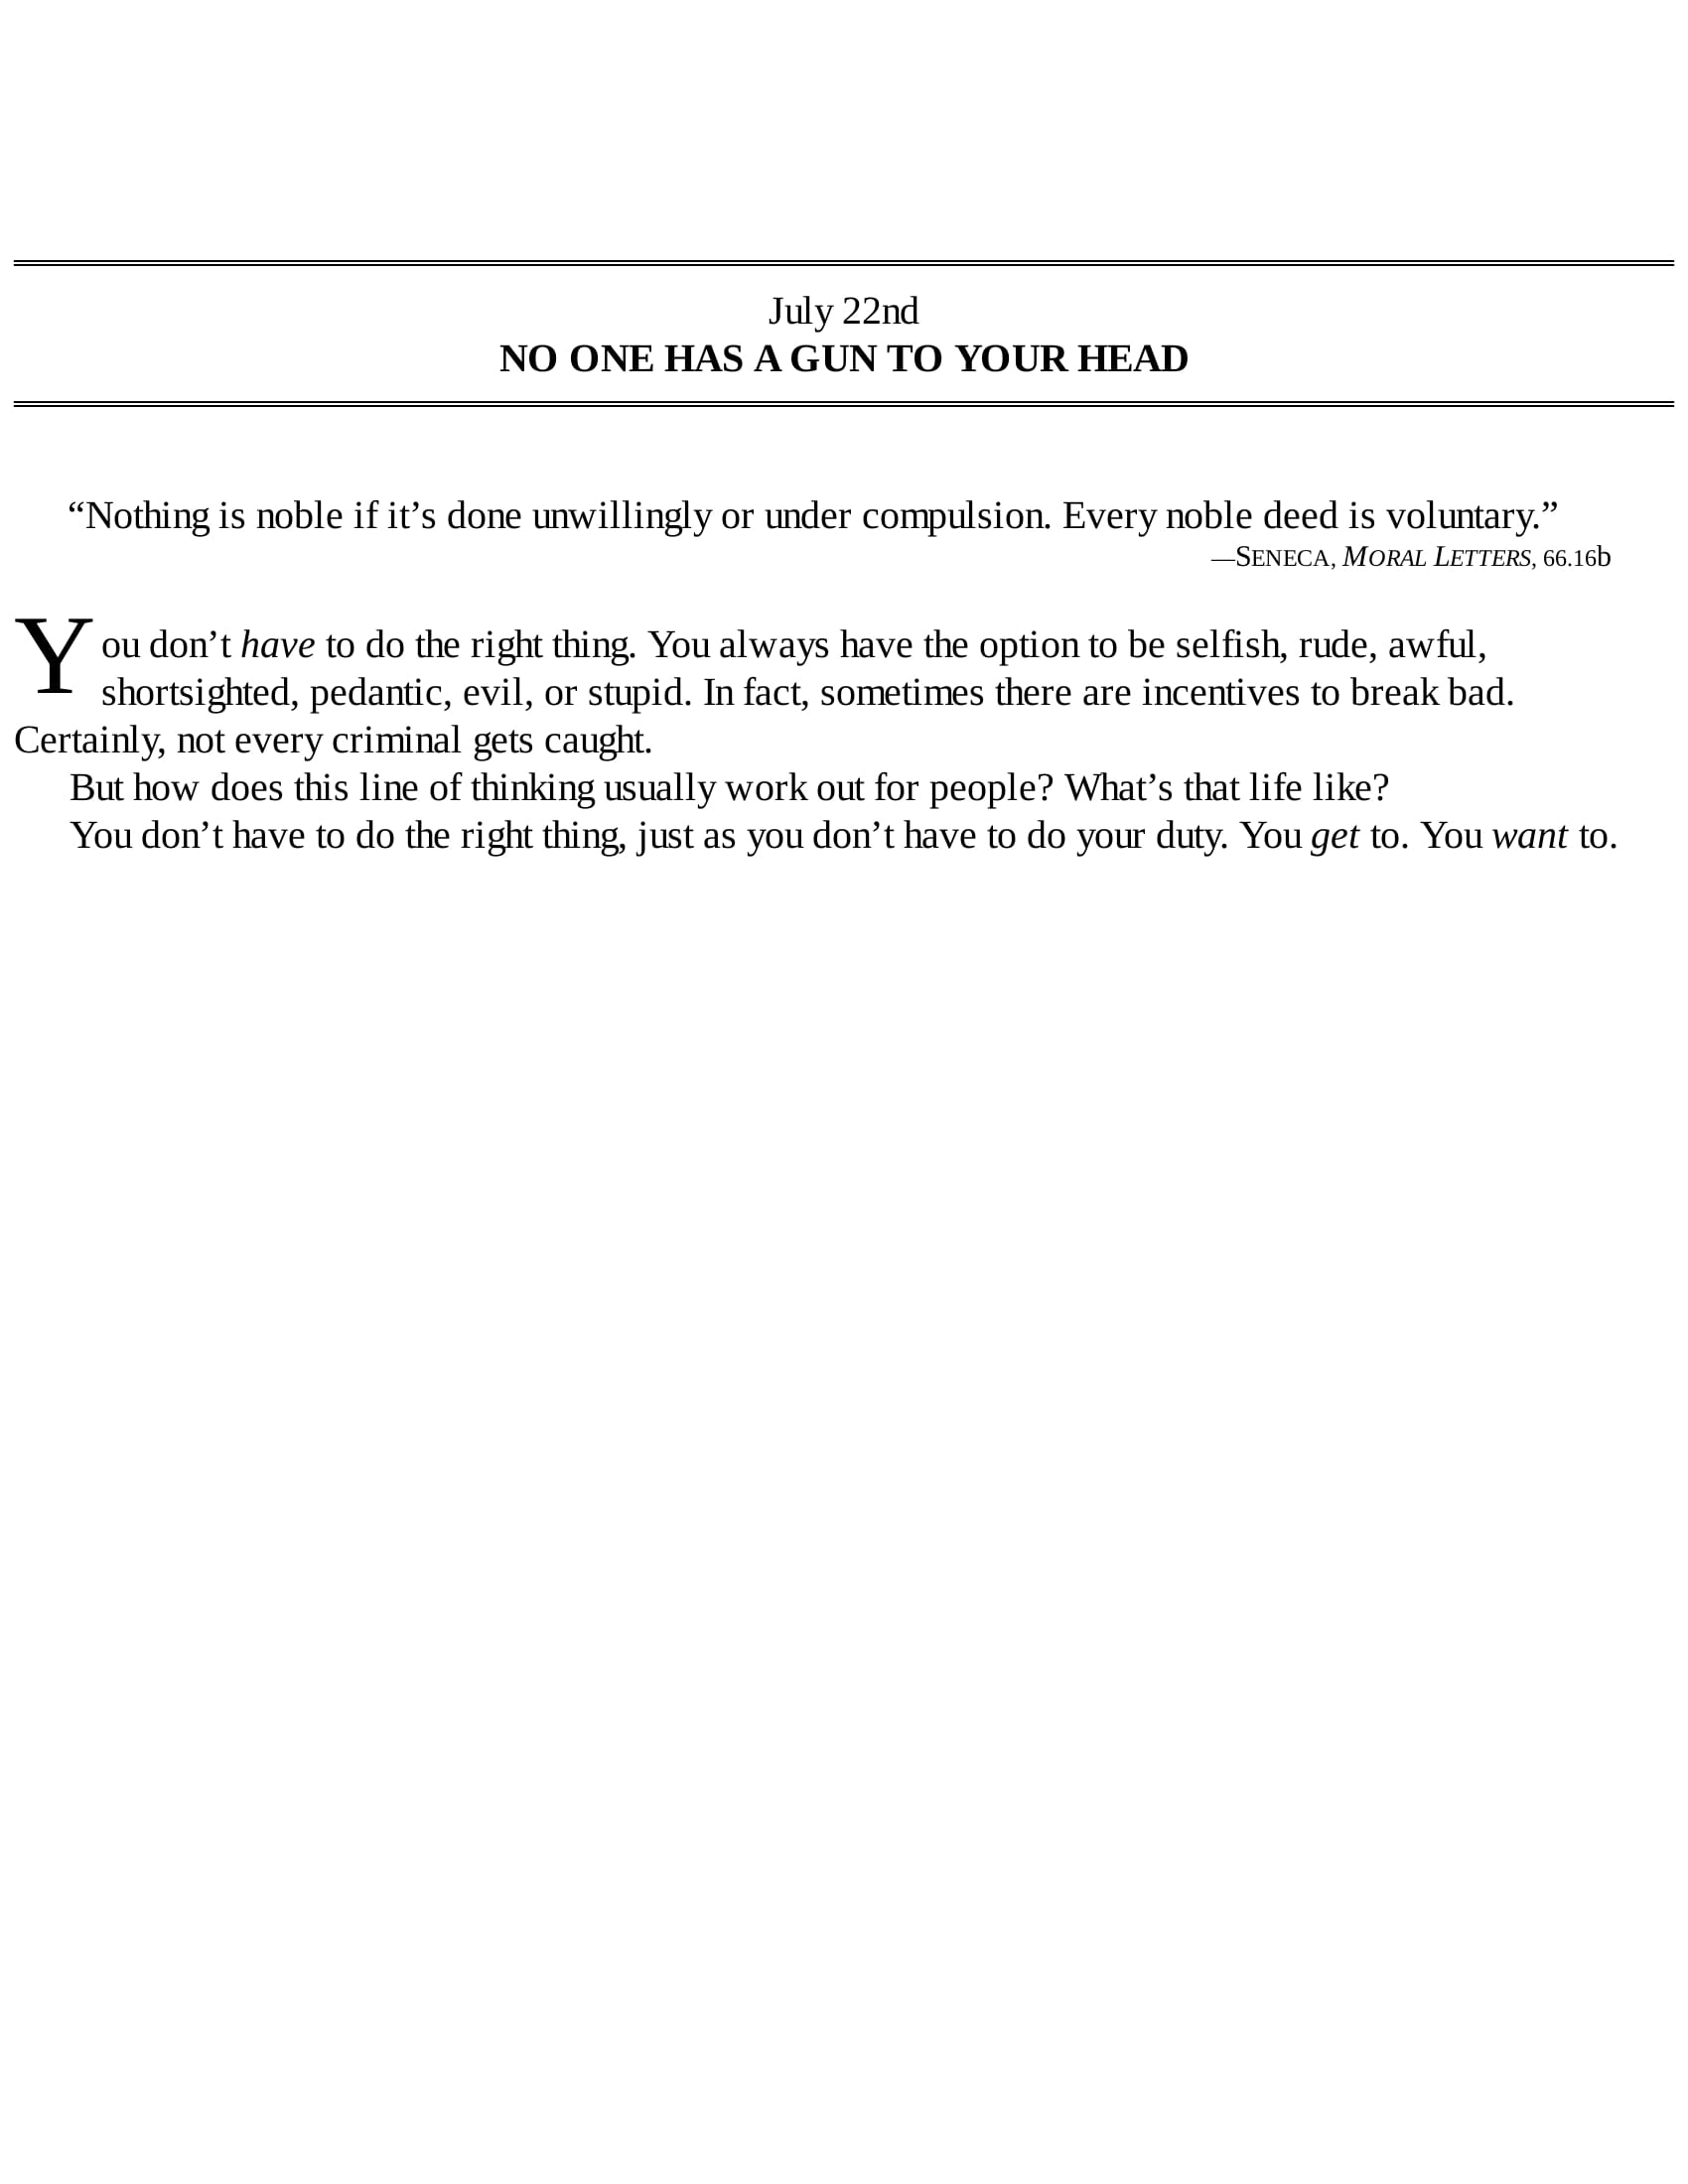 July 22nd
NO ONE HAS A GUN TO YOUR HEAD
“Nothing is noble if it’s done unwillingly or under compulsion. Every noble deed is voluntary.”
—SENECA, MORAL LETTERS, 66.16b
You don’t have to do the right thing. You always have the option to be selfish, rude, awful,
shortsighted, pedantic, evil, or stupid. In fact, sometimes there are incentives to break bad.
Certainly, not every criminal gets caught.
But how does this line of thinking usually work out for people? What’s that life like?
You don’t have to do the right thing, just as you don’t have to do your duty. You get to. You want to.